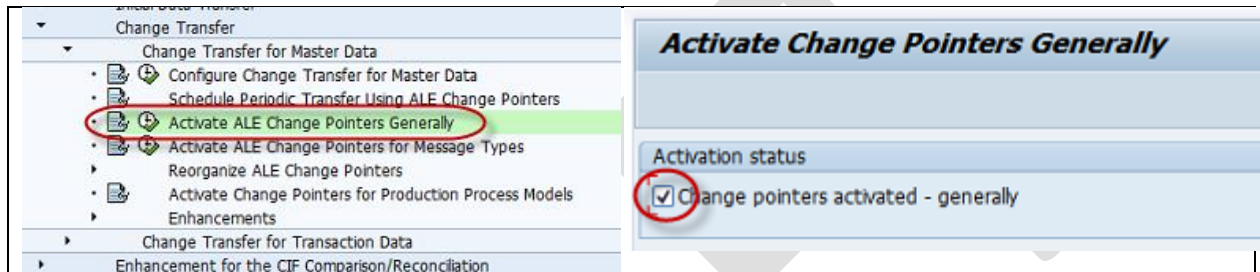 Initial Data Transfer
Change Transfer
Change Transfer for Master Data
Configure Change Transfer for Master Data
Schedule Periodic Transfer Using ALE Change Pointers
Activate ALE Change Pointers Generally
Activate ALE Change Pointers for Message Types
Reorganize ALE Change Pointers
Activate Change Pointers for Production Process Models
Enhancements
Change Transfer for Transaction Data
Enhancement for the CIF Comparison/Reconciliation
Activate Change Pointers Generally
Activation status
Change pointers activated - generally